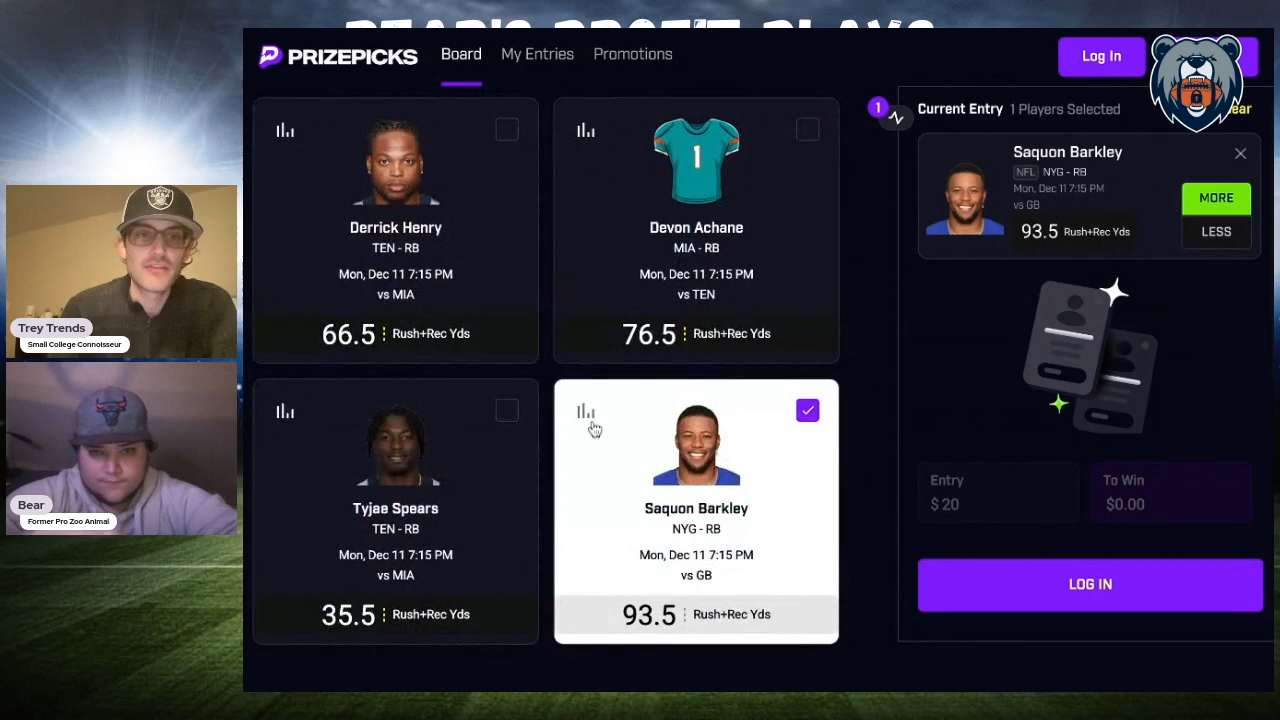 BEAR'S PROFIT PLAYS
PRIZEPICKS
Board
My Entries
Promotions
Log In
1
Current Entry
1 Players Selected
ear
Saquon Barkley
NFL NYG - RB
Mon, Dec 11 7:15 PM
vs GB
93.5 Rush+Rec Yds
MORE
LESS
Derrick Henry
TEN - RB
Mon, Dec 11 7:15 PM
vs MIA
66.5 Rush+Rec Yds
1
Devon Achane
MIA - RB
Mon, Dec 11 7:15 PM
vs TEN
76.5 Rush+Rec Yds
Trey Trends
Small College Connoisseur
Tyjae Spears
TEN - RB
Mon, Dec 11 7:15 PM
vs MIA
35.5 Rush+Rec Yds
Saquon Barkley
NYG - RB
Mon, Dec 11 7:15 PM
vs GB
93.5 Rush+Rec Yds
Bear
Former Pro Zoo Animal
Entry
$ 20
To Win
$0.00
LOG IN